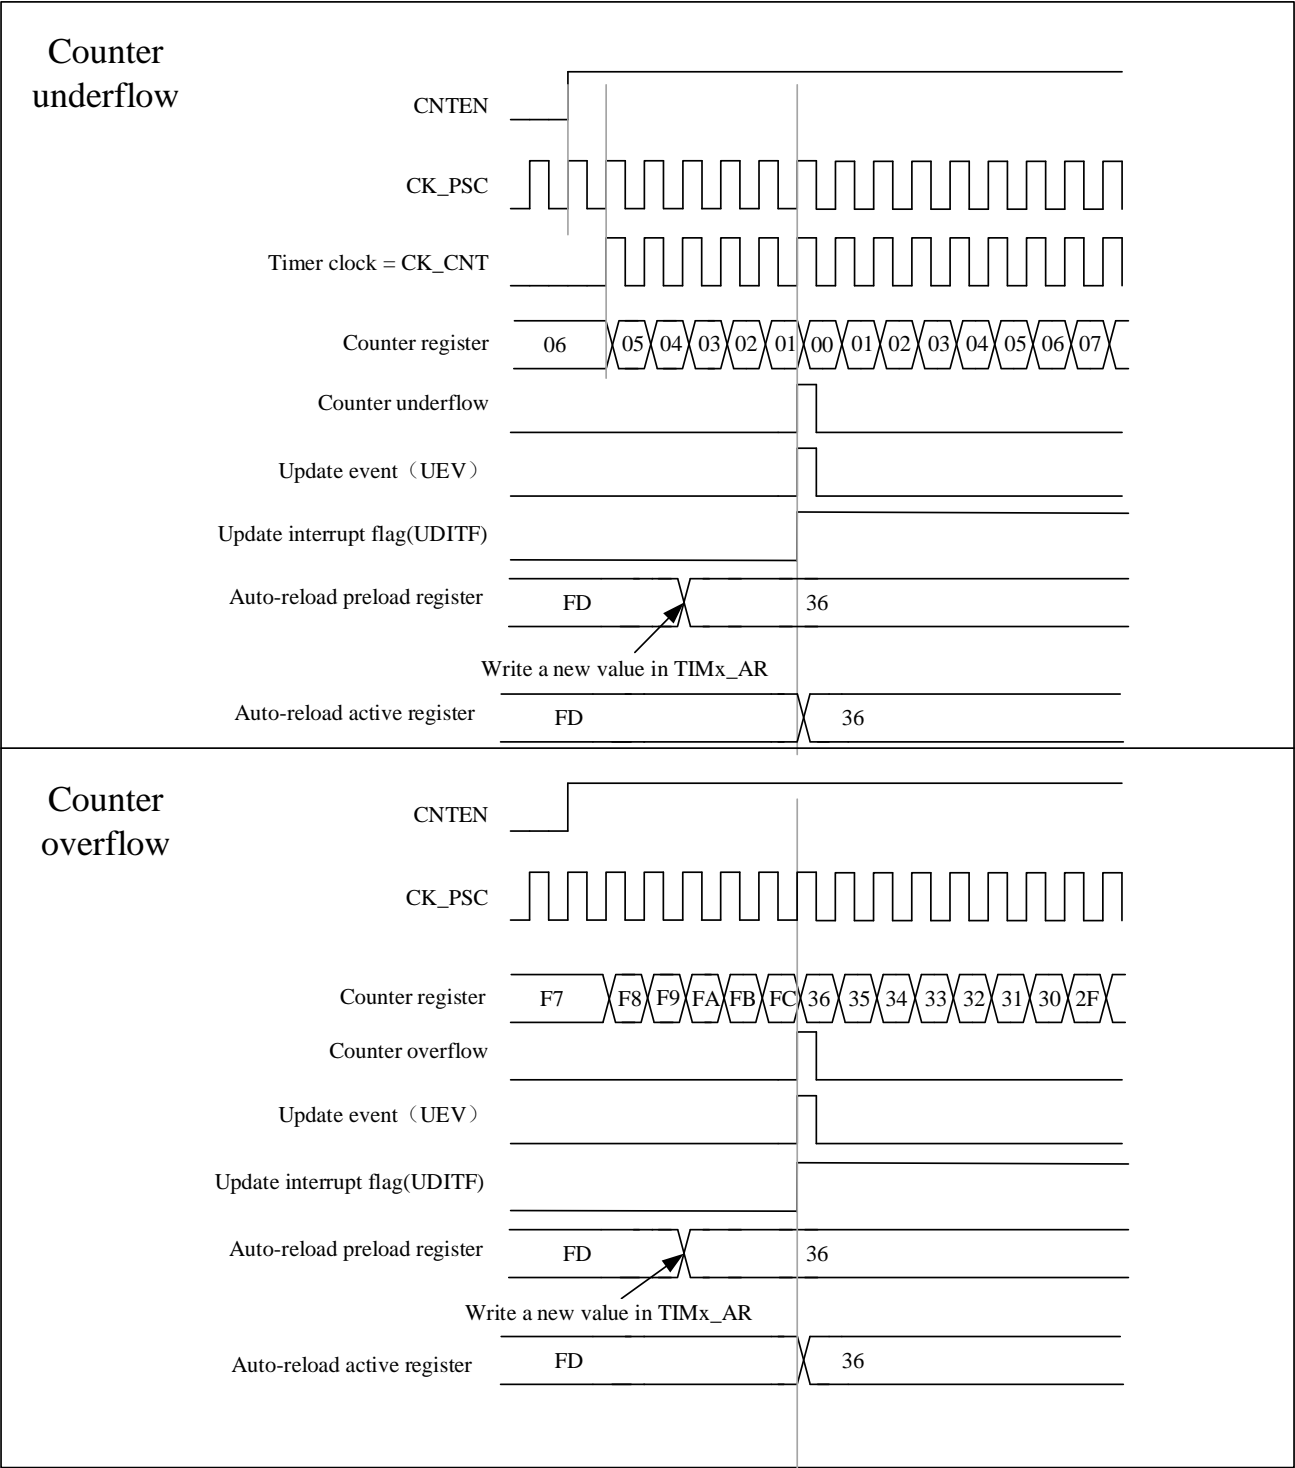 Counter
underflow
CNTEN
CK_PSC
Timer clock = CK_CNT
Counter register 06 05 04 03 02 01 00 01 02 03 04 05 06 07
Counter underflow
Update event（UEV）
Update interrupt flag(UDITF)
Auto-reload preload register FD 36
Write a new value in TIMx_AR
Auto-reload active register FD 36
Counter
overflow
CNTEN
CK_PSC
Counter register F7 F8 F9 FA FB FC 36 35 34 33 32 31 30 2F
Counter overflow
Update event（UEV）
Update interrupt flag(UDITF)
Auto-reload preload register FD 36
Write a new value in TIMx_AR
Auto-reload active register FD 36